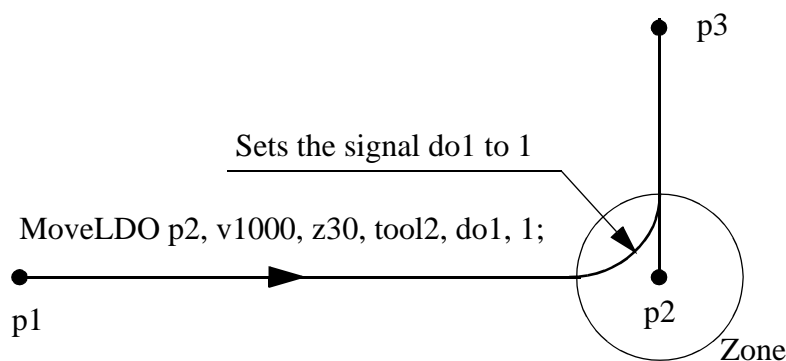 p3
Sets the signal do1 to 1
MoveLDO p2, v1000, z30, tool2, do1, 1;
p1
p2
Zone